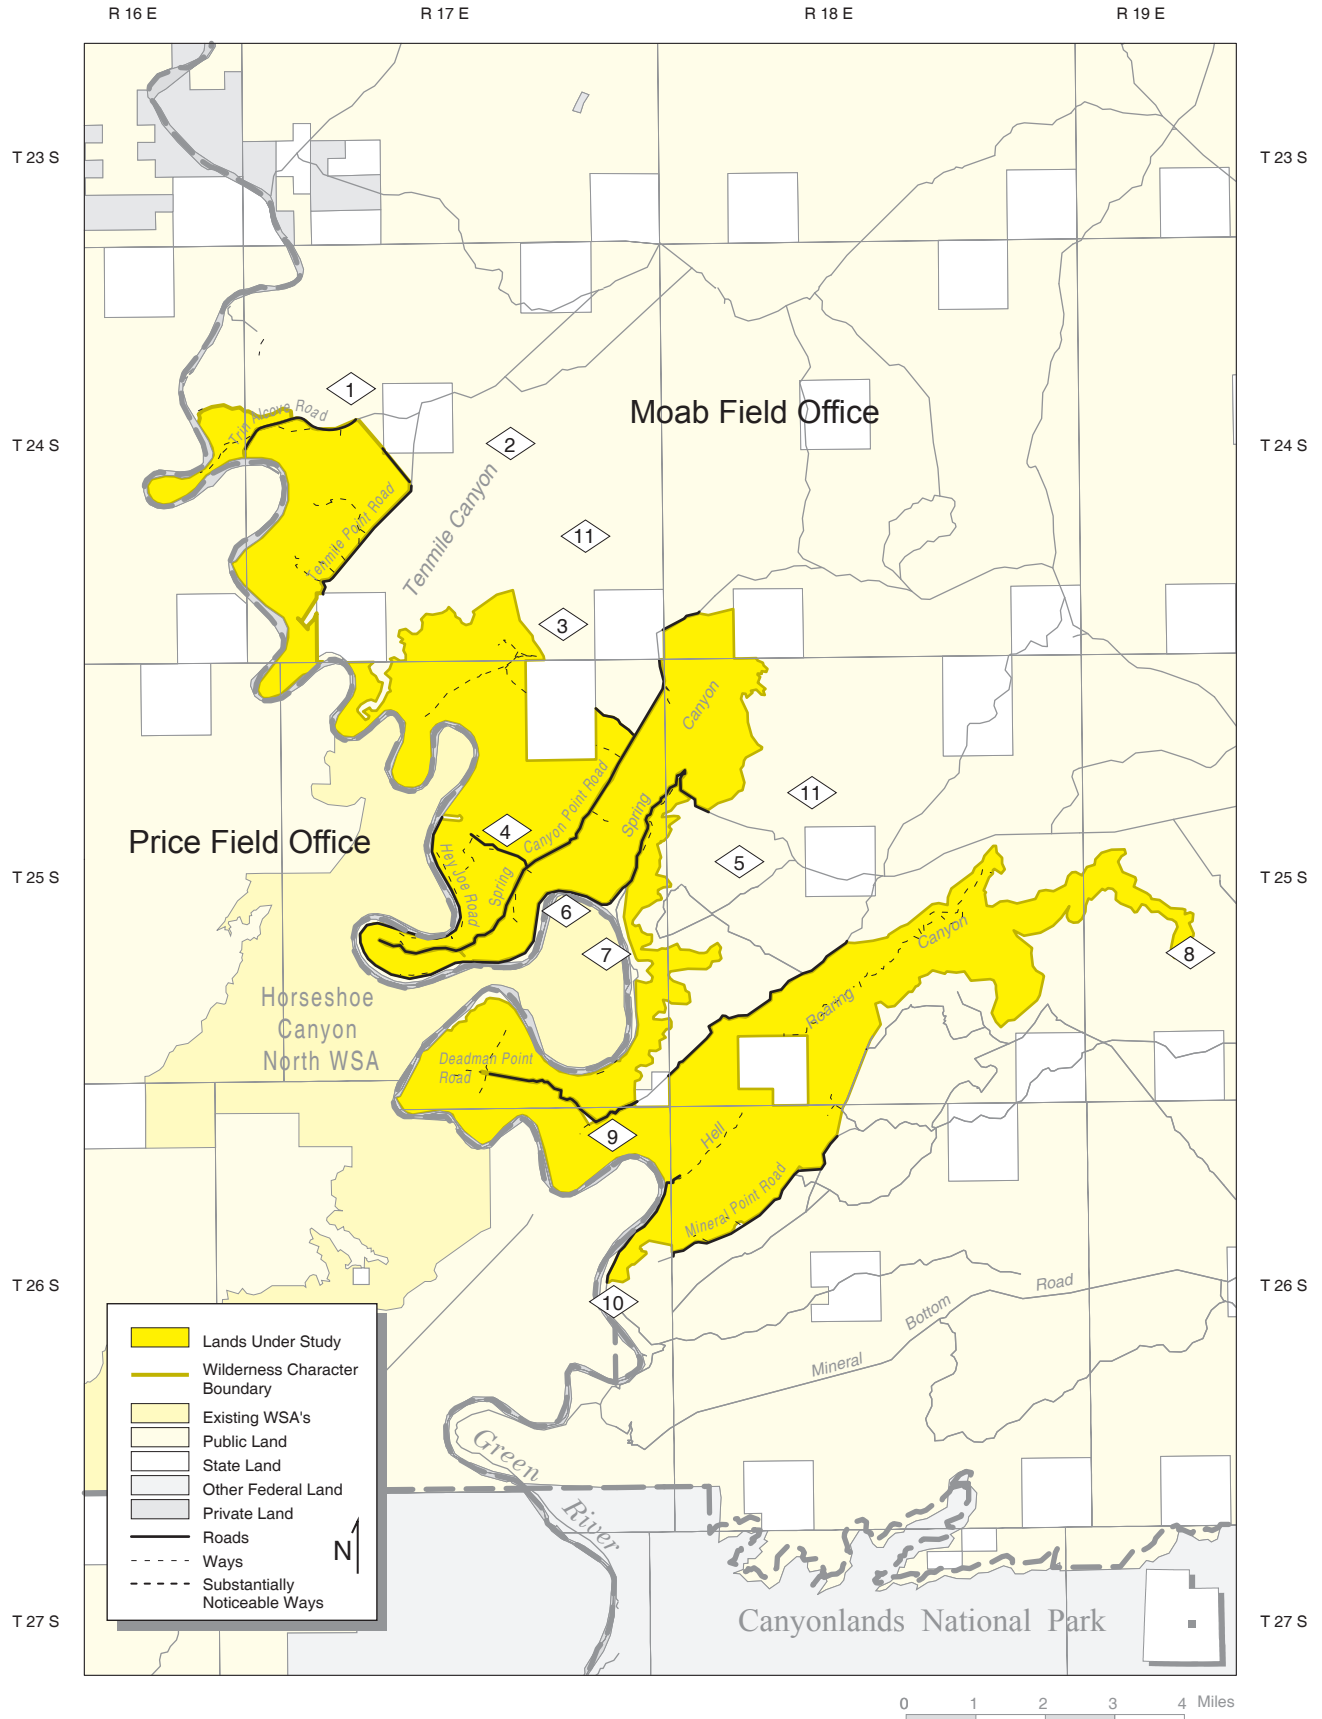 R 16 E
R 17 E
R 18 E
R 19 E
T 23 S
T 23 S
1
Trin Alcove Road
Moab Field Office
T 24 S
2
T 24 S
Tenmile Point Road
Tenmile Canyon
11
3
Canyon
Canyon Point Road
Spring
11
4
Price Field Office
Hey Joe Road
Spring
5
T 25 S
T 25 S
6
Canyon
7
8
Horseshoe
Canyon
North WSA
Roaring
Deadman Point
Road
9
Hell
Mineral Point Road
T 26 S
T 26 S
10
Road
Bottom
Mineral
Lands Under Study
Wilderness Character
Boundary
Existing WSA's
Public Land
State Land
Other Federal Land
Private Land
Roads
Ways
Substantially
Noticeable Ways
N
Green
River
T 27 S
Canyonlands National Park
T 27 S
0 1 2 3 4 Miles